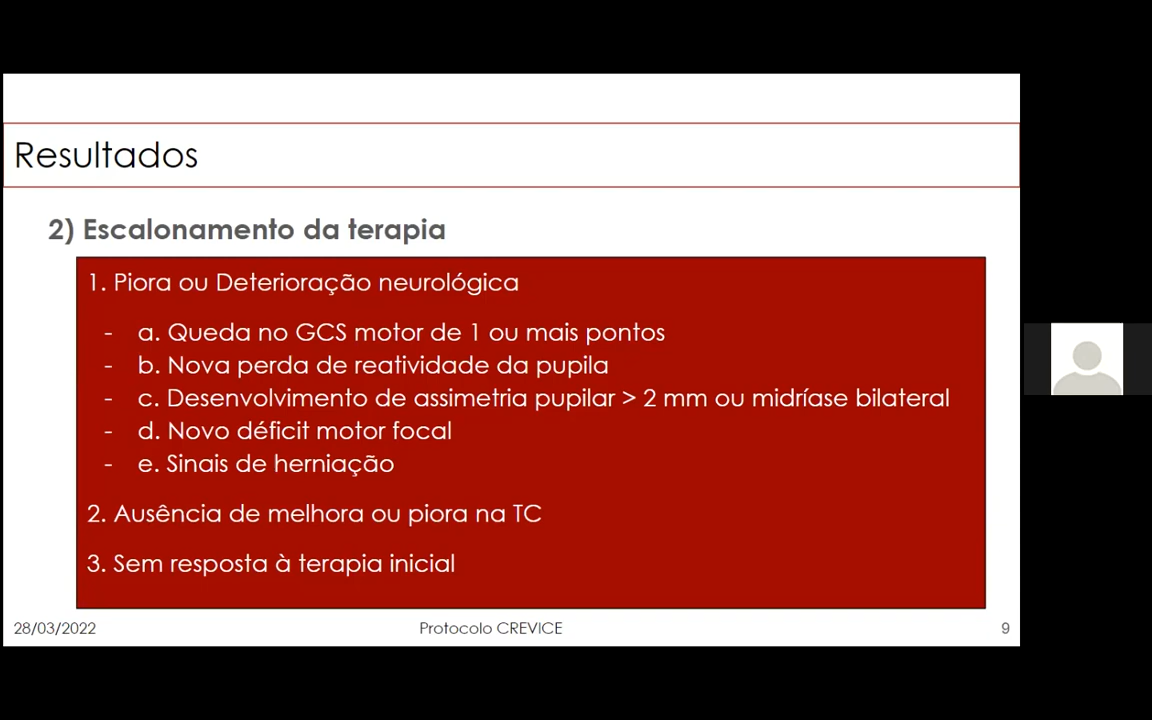 Resultados
2) Escalonamento da terapia
1. Piora ou Deterioração neurológica
- a. Queda no GCS motor de 1 ou mais pontos
- b. Nova perda de reatividade da pupila
- c. Desenvolvimento de assimetria pupilar > 2 mm ou midríase bilateral
- d. Novo déficit motor focal
- e. Sinais de herniação
2. Ausência de melhora ou piora na TC
3. Sem resposta à terapia inicial
28/03/2022 Protocolo CREVICE 9